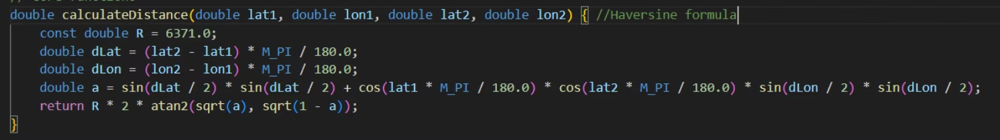 double calculateDistance(double lat1, double lon1, double lat2, double lon2) { //Haversine formula
    const double R = 6371.0;
    double dLat = (lat2 - lat1) * M_PI / 180.0;
    double dLon = (lon2 - lon1) * M_PI / 180.0;
    double a = sin(dLat / 2) * sin(dLat / 2) + cos(lat1 * M_PI / 180.0) * cos(lat2 * M_PI / 180.0) * sin(dLon / 2) * sin(dLon / 2);
    return R * 2 * atan2(sqrt(a), sqrt(1 - a));
}